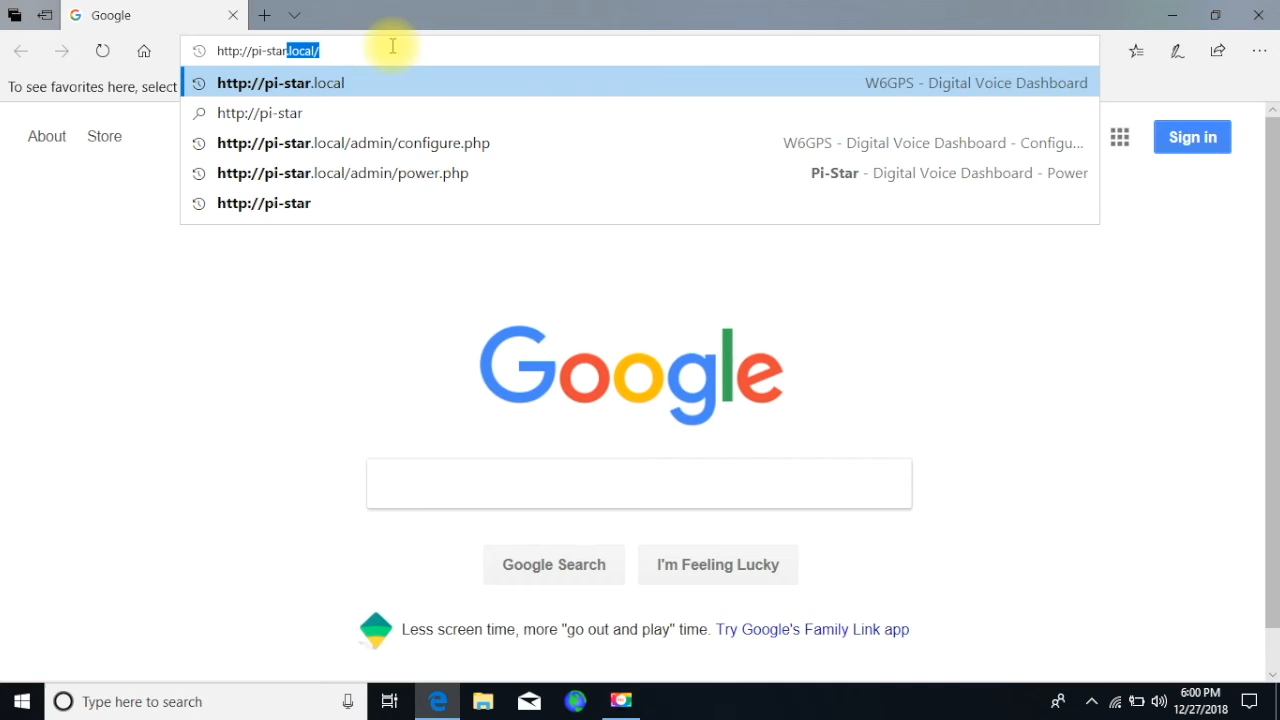 Google
http://pi-star.local/
To see favorites here, select
http://pi-star.local W6GPS - Digital Voice Dashboard
http://pi-star
http://pi-star.local/admin/configure.php W6GPS - Digital Voice Dashboard - Configu...
http://pi-star.local/admin/power.php Pi-Star - Digital Voice Dashboard - Power
http://pi-star
About Store Sign in
Google
Google Search I'm Feeling Lucky
Less screen time, more "go out and play" time. Try Google's Family Link app
Type here to search
6:00 PM
12/27/2018